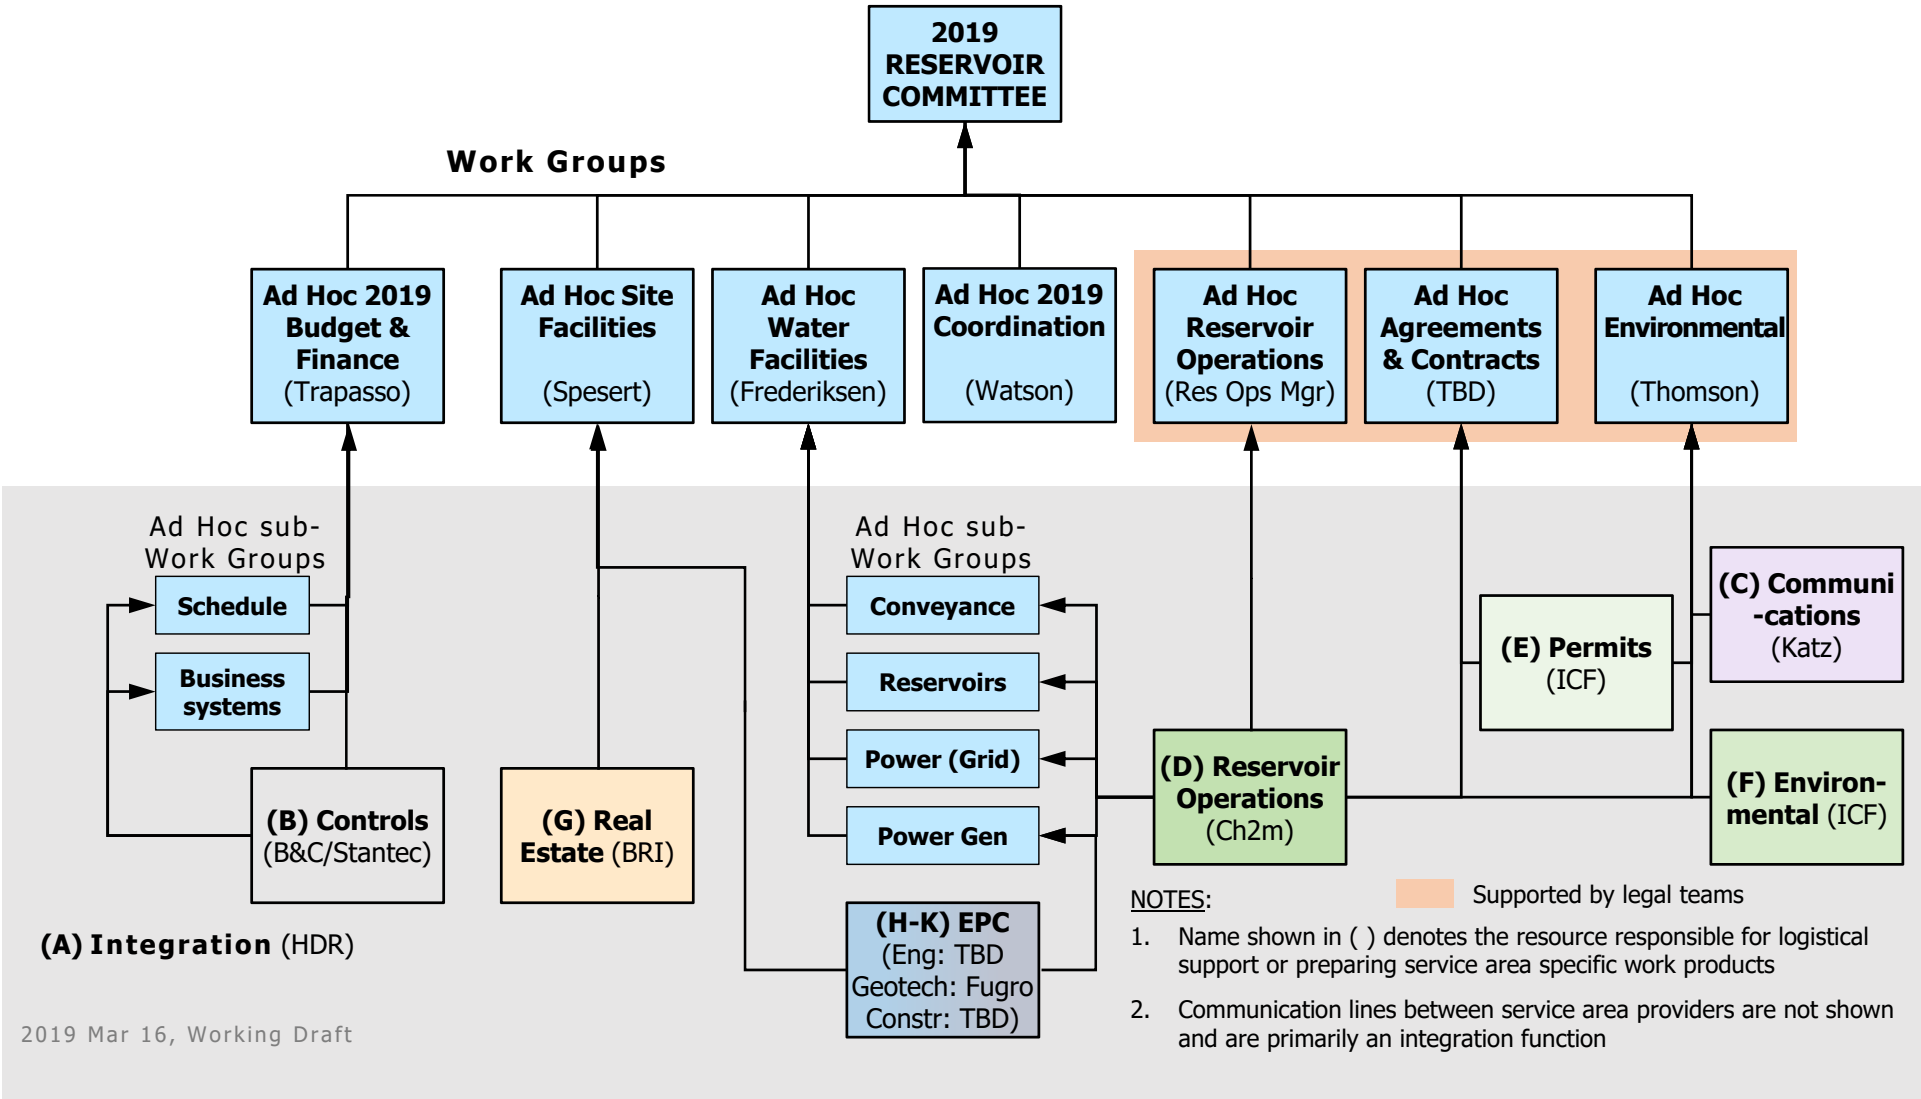 2019
RESERVOIR
COMMITTEE
Work Groups
Ad Hoc 2019
Budget &
Finance
(Trapasso)
Ad Hoc Site
Facilities
(Spesert)
Ad Hoc
Water
Facilities
(Frederiksen)
Ad Hoc 2019
Coordination
(Watson)
Ad Hoc
Reservoir
Operations
(Res Ops Mgr)
Ad Hoc
Agreements
& Contracts
(TBD)
Ad Hoc
Environmental
(Thomson)
Ad Hoc sub-
Work Groups
Schedule
Business
systems
(B) Controls
(B&C/Stantec)
(G) Real
Estate (BRI)
Ad Hoc sub-
Work Groups
Conveyance
Reservoirs
Power (Grid)
Power Gen
(H-K) EPC
(Eng: TBD
Geotech: Fugro
Constr: TBD)
(D) Reservoir
Operations
(Ch2m)
(E) Permits
(ICF)
(C) Communi
-cations
(Katz)
(F) Environ-
mental (ICF)
(A) Integration (HDR)
2019 Mar 16, Working Draft
NOTES:
Supported by legal teams
1. Name shown in ( ) denotes the resource responsible for logistical
support or preparing service area specific work products
2. Communication lines between service area providers are not shown
and are primarily an integration function